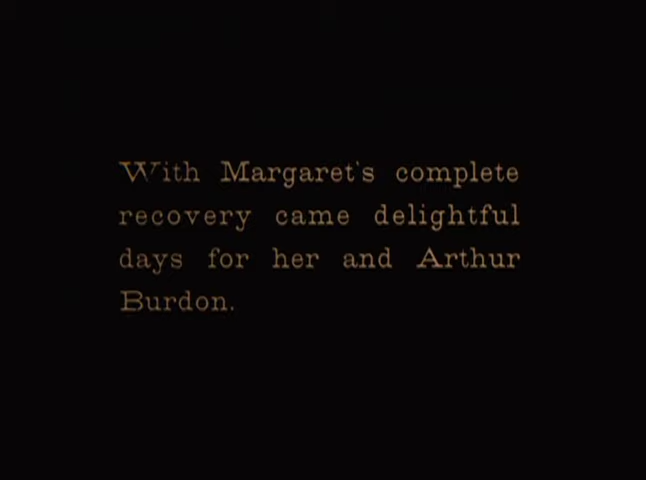 With Margaret's complete
recovery came delightful
days for her and Arthur
Burdon.